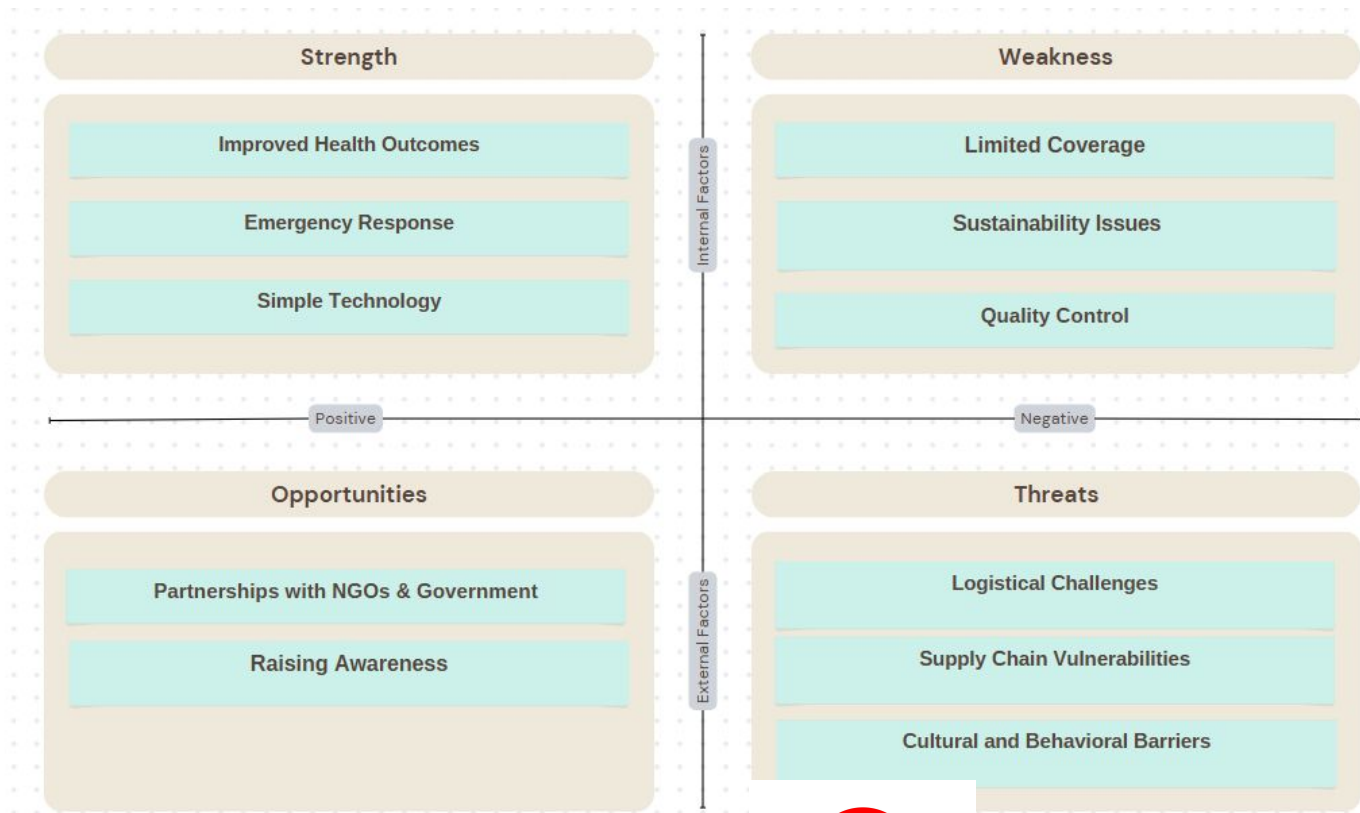 Strength
Improved Health Outcomes
Emergency Response
Simple Technology
Weakness
Limited Coverage
Sustainability Issues
Quality Control
Internal Factors
Positive
Negative
Opportunities
Partnerships with NGOs & Government
Raising Awareness
External Factors
Threats
Logistical Challenges
Supply Chain Vulnerabilities
Cultural and Behavioral Barriers